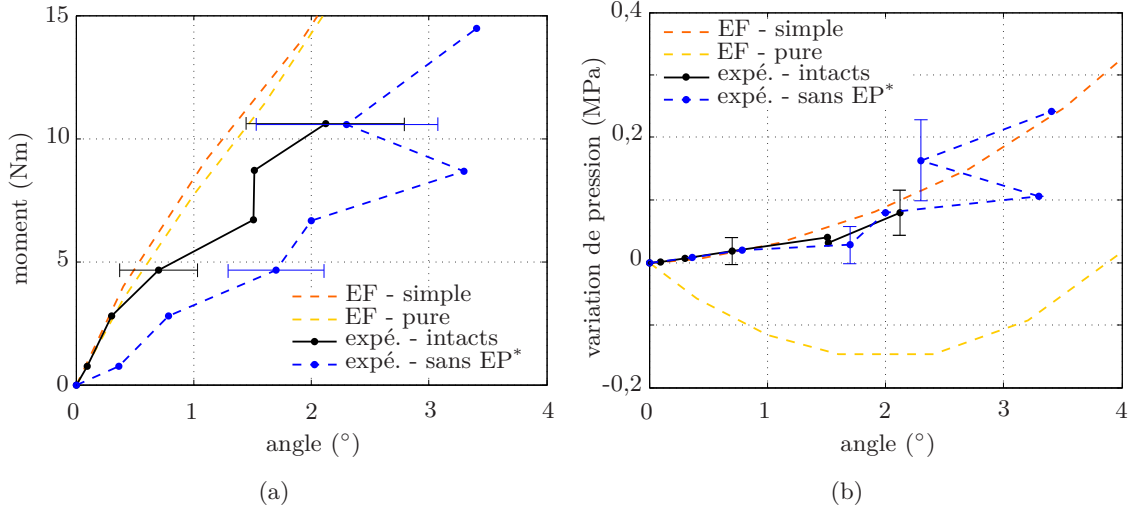 15
10
5
0
moment (Nm)
EF - simple
EF - pure
expé. - intacts
expé. - sans EP*
0 1 2 3 4
angle (°)
(a)
0,4
0,2
0
-0,2
variation de pression (MPa)
EF - simple
EF - pure
expé. - intacts
expé. - sans EP*
0 1 2 3 4
angle (°)
(b)